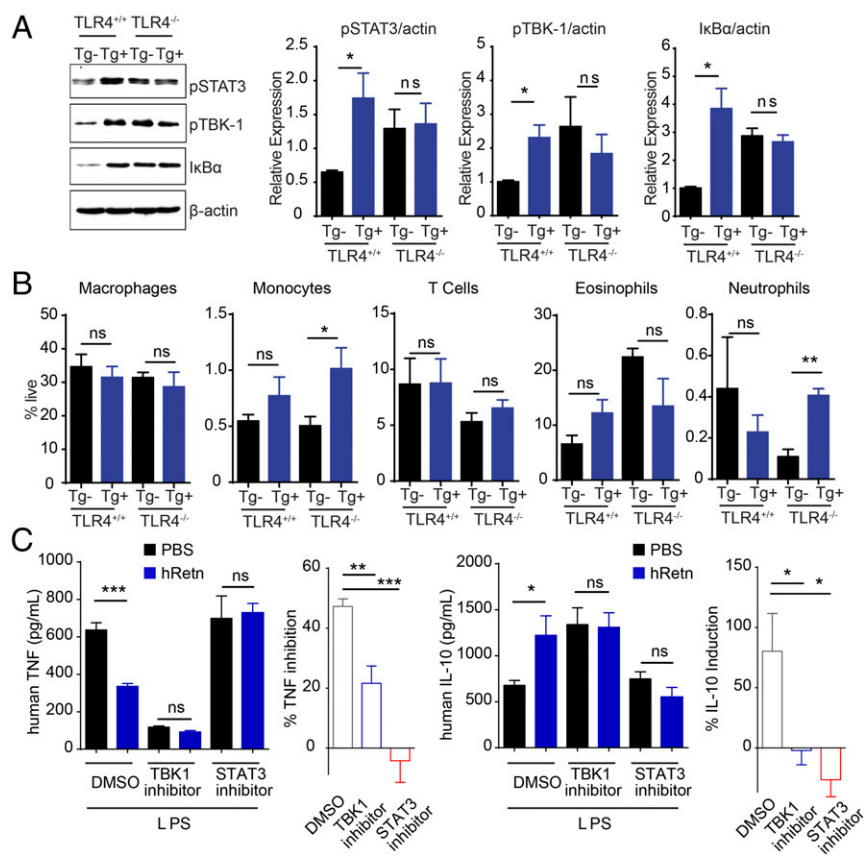 A
TLR4+/+ TLR4-/-
Tg- Tg+ Tg- Tg+
pSTAT3
pTBK-1
IκBα
β-actin
pSTAT3/actin
Relative Expression
2.5
2.0
1.5
1.0
0.5
0
*
ns
Tg- Tg+ Tg- Tg+
TLR4+/+ TLR4-/-
pTBK-1/actin
Relative Expression
5
4
3
2
1
0
*
ns
Tg- Tg+ Tg- Tg+
TLR4+/+ TLR4-/-
IκBα/actin
Relative Expression
6
5
4
3
2
1
0
*
ns
Tg- Tg+ Tg- Tg+
TLR4+/+ TLR4-/-
B
Macrophages
% live
50
40
30
20
10
0
ns
ns
Tg- Tg+ Tg- Tg+
TLR4+/+ TLR4-/-
Monocytes
1.5
1.0
0.5
0
ns
*
Tg- Tg+ Tg- Tg+
TLR4+/+ TLR4-/-
T Cells
15
10
5
0
ns
ns
Tg- Tg+ Tg- Tg+
TLR4+/+ TLR4-/-
Eosinophils
30
20
10
0
ns
ns
Tg- Tg+ Tg- Tg+
TLR4+/+ TLR4-/-
Neutrophils
0.8
0.6
0.4
0.2
0
ns
**
Tg- Tg+ Tg- Tg+
TLR4+/+ TLR4-/-
C
PBS
hRetn
human TNF (pg/mL)
1000
800
600
400
200
0
***
ns
ns
DMSO
TBK1 inhibitor
STAT3 inhibitor
LPS
% TNF inhibition
60
40
20
0
**
***
DMSO
TBK1 inhibitor
STAT3 inhibitor
PBS
hRetn
human IL-10 (pg/mL)
2000
1500
1000
500
0
*
ns
ns
DMSO
TBK1 inhibitor
STAT3 inhibitor
LPS
% IL-10 Induction
150
100
50
0
*
*
DMSO
TBK1 inhibitor
STAT3 inhibitor